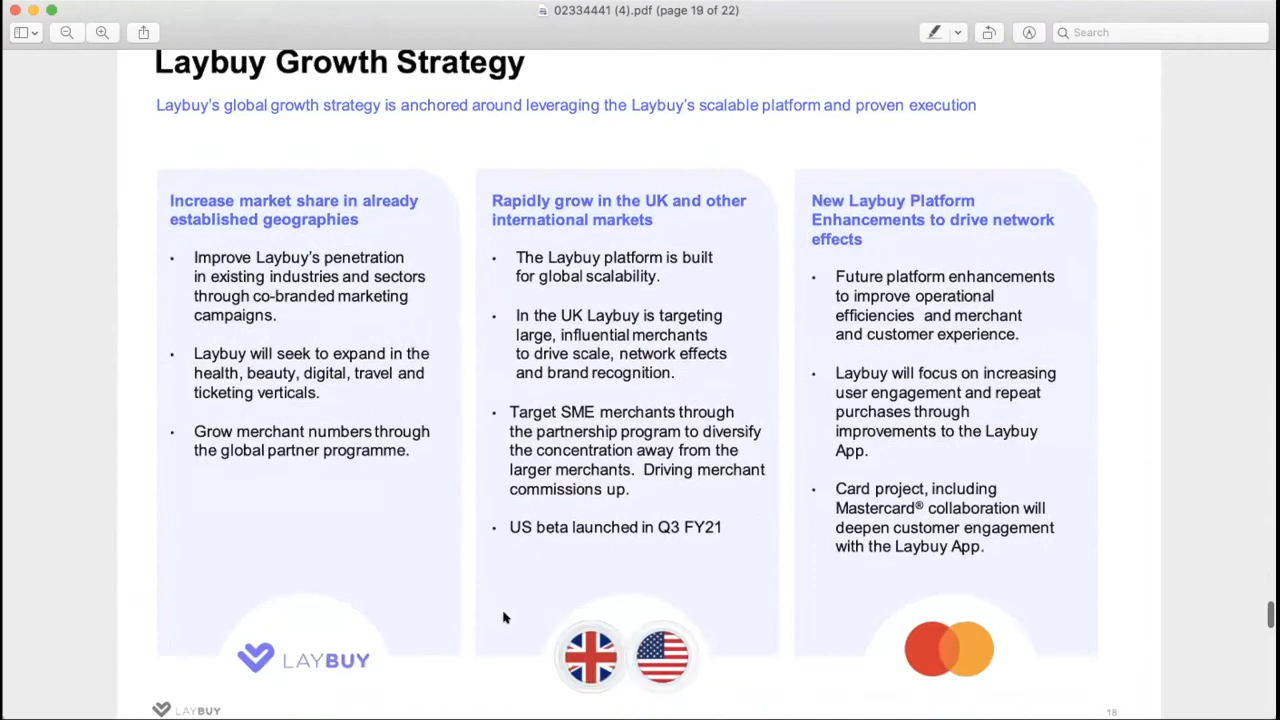 02334441 (4).pdf (page 19 of 22)
Search
Laybuy Growth Strategy
Laybuy's global growth strategy is anchored around leveraging the Laybuy's scalable platform and proven execution
Increase market share in already
established geographies
• Improve Laybuy's penetration
in existing industries and sectors
through co-branded marketing
campaigns.
• Laybuy will seek to expand in the
health, beauty, digital, travel and
ticketing verticals.
• Grow merchant numbers through
the global partner programme.
LAYBUY
Rapidly grow in the UK and other
international markets
• The Laybuy platform is built
for global scalability.
• In the UK Laybuy is targeting
large, influential merchants
to drive scale, network effects
and brand recognition.
• Target SME merchants through
the partnership program to diversify
the concentration away from the
larger merchants. Driving merchant
commissions up.
• US beta launched in Q3 FY21
New Laybuy Platform
Enhancements to drive network
effects
• Future platform enhancements
to improve operational
efficiencies and merchant
and customer experience.
• Laybuy will focus on increasing
user engagement and repeat
purchases through
improvements to the Laybuy
App.
• Card project, including
Mastercard® collaboration will
deepen customer engagement
with the Laybuy App.
LAYBUY
18